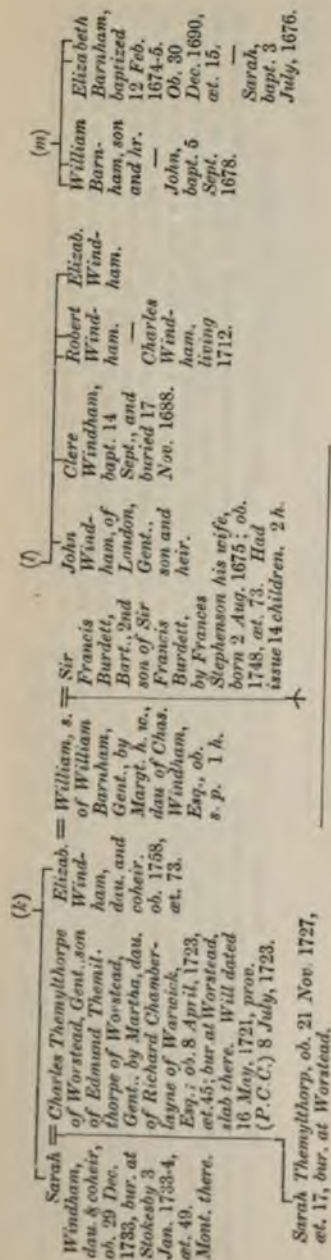 (k)
Sarah = Charles Themylthorpe
Windham, of Worstead, Gent., son
dau. & coheir, of Edmund Themil-
ob. 29 Dec. thorpe of Worstead,
1733, bur. at Gent., by Martha, dau.
Stokesby 3 of Richard Chamber-
Jan. 1733-4, layne of Warwick,
æt. 49. Esq.; ob. 8 April, 1723,
Mont. there. æt. 45; bur at Worstead,
slab there. Will dated
16 May, 1721, prov.
(P.C.C.) 8 July, 1723.
Sarah Themylthorp, ob. 21 Nov. 1727,
æt. 17, bur. at Worstead.
Elizab.
Wind-
ham,
dau. and
coheir.
ob. 1758,
æt. 73.
= William, s.
of William
Barnham,
Gent., by
Margt. h. w.,
dau of Chas.
Windham,
Esq., ob.
s. p. 1 h.
= Sir
Francis
Burdett,
Bart., 2nd
son of Sir
Francis
Burdett,
by Frances
Stephenson his wife,
born 2 Aug. 1675; ob.
1748, æt. 73. Had
issue 14 children. 2 h.
(l)
John
Wind-
ham, of
London,
Gent.,
son and
heir.
Clere
Windham,
bapt. 14
Sept., and
buried 17
Nov. 1688.
Robert
Wind-
ham.
—
Charles
Wind-
ham,
living
1712.
Elizab.
Wind-
ham.
(m)
William
Barn-
ham, son
and hr.
—
John,
bapt. 5
Sept.
1678.
Elizabeth
Barnham,
baptized
12 Feb.
1674-5.
Ob. 30
Dec. 1690,
æt. 15.
—
Sarah,
bapt. 3
July, 1676.